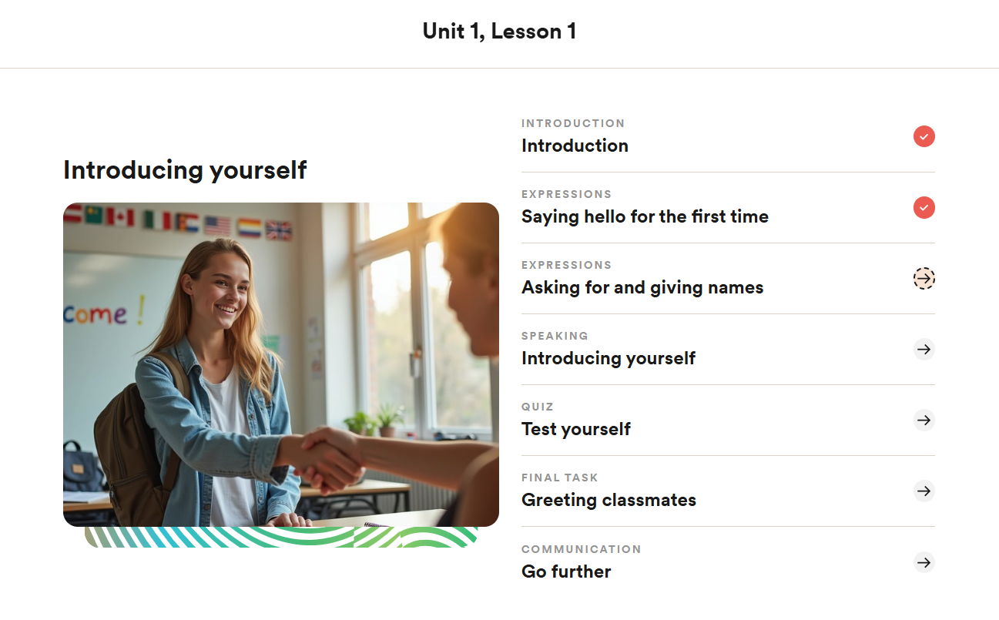 Unit 1, Lesson 1
Introducing yourself
come!
INTRODUCTION
Introduction
EXPRESSIONS
Saying hello for the first time
EXPRESSIONS
Asking for and giving names
SPEAKING
Introducing yourself
QUIZ
Test yourself
FINAL TASK
Greeting classmates
COMMUNICATION
Go further